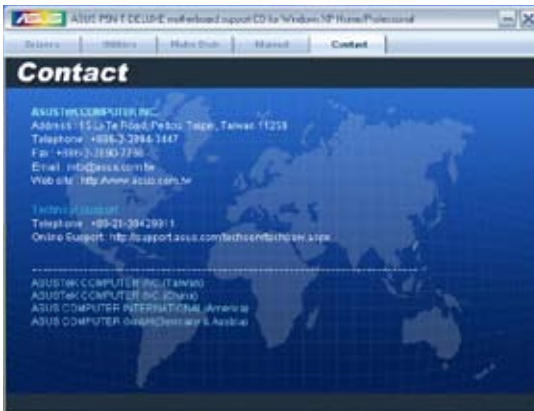 ASUS P5N-T DELUXE motherboard support CD for Windows XP Home/Professional
Drivers Utilities Make Disk Manual Contact
Contact
ASUSTeK COMPUTER INC.
Address : 15 Li-Te Road, Peitou, Taipei, Taiwan 11259
Telephone : +886-2-2894-3447
Fax : +886-2-2890-7798
Email : info@asus.com.tw
Web site : http://www.asus.com.tw
Technical Support
Telephone : +86-21-38429911
Online Support : http://support.asus.com/techserv/techserv.aspx
ASUSTeK COMPUTER INC.(Taiwan)
ASUSTeK COMPUTER INC.(China)
ASUS COMPUTER INTERNATIONAL(America)
ASUS COMPUTER GmbH(Germany & Austria)